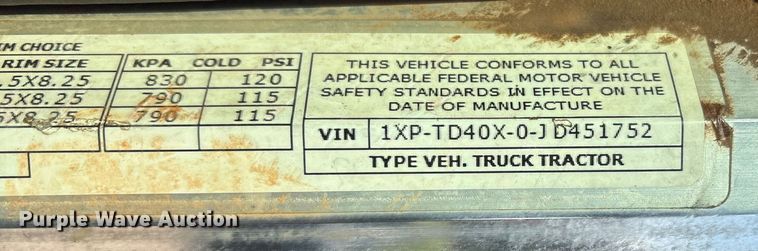 IM CHOICE
RIM SIZE KPA COLD PSI
.5X8.25 830 120
5X8.25 790 115
5X8.25 790 115
THIS VEHICLE CONFORMS TO ALL
APPLICABLE FEDERAL MOTOR VEHICLE
SAFETY STANDARDS IN EFFECT ON THE
DATE OF MANUFACTURE
VIN 1XP-TD40X-0-JD451752
TYPE VEH. TRUCK TRACTOR
Purple Wave Auction